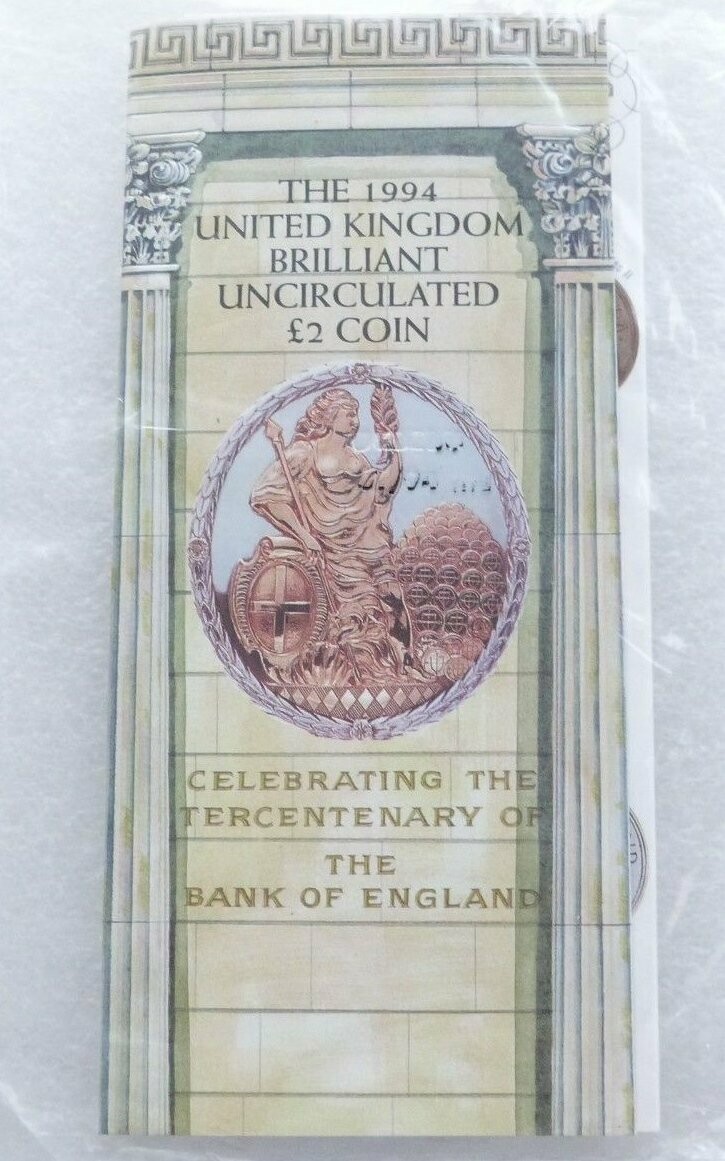 THE 1994
UNITED KINGDOM
BRILLIANT
UNCIRCULATED
£2 COIN
CELEBRATING THE
TERCENTENARY OF
THE
BANK OF ENGLAND